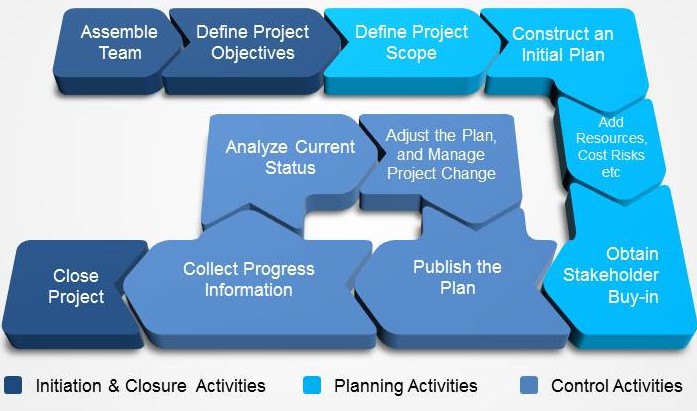 Assemble
Team
Define Project
Objectives
Define Project
Scope
Construct an
Initial Plan
Add
Resources,
Cost Risks
etc
Obtain
Stakeholder
Buy-in
Publish the
Plan
Collect Progress
Information
Analyze Current
Status
Adjust the Plan,
and Manage
Project Change
Close
Project
Initiation & Closure Activities
Planning Activities
Control Activities